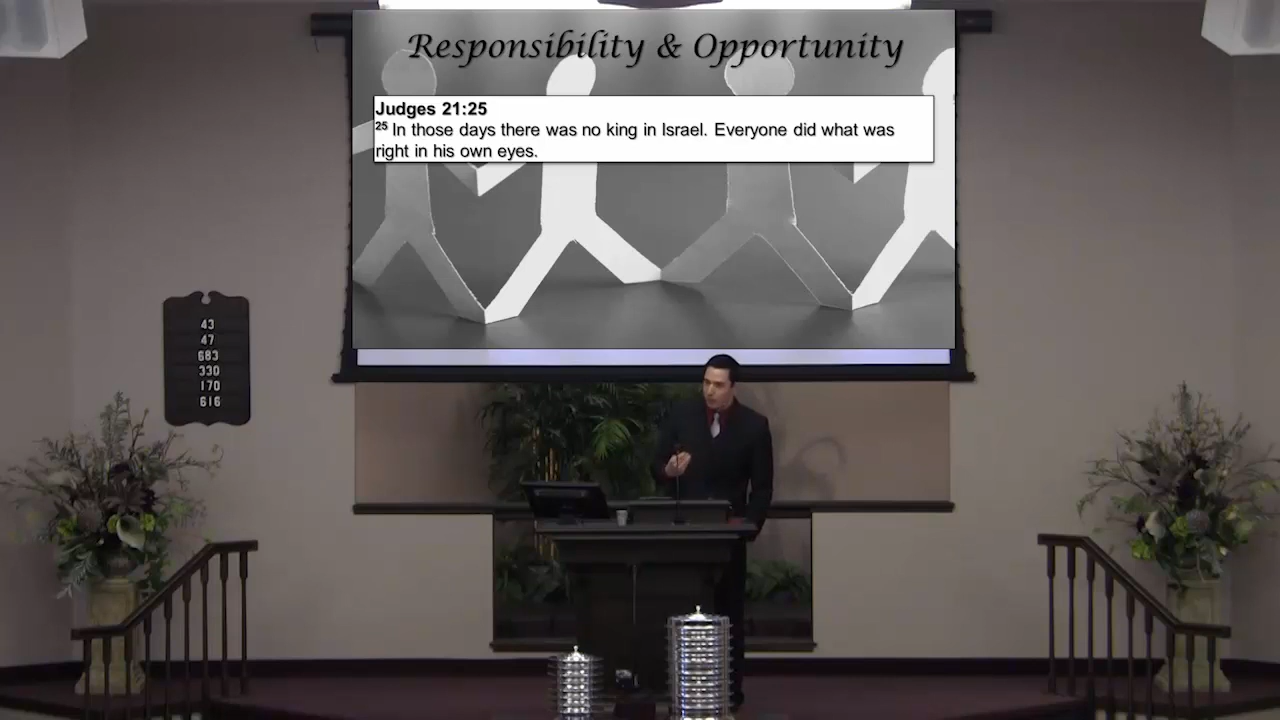 Responsibility & Opportunity
Judges 21:25
25 In those days there was no king in Israel. Everyone did what was
right in his own eyes.
43
47
683
330
170
616